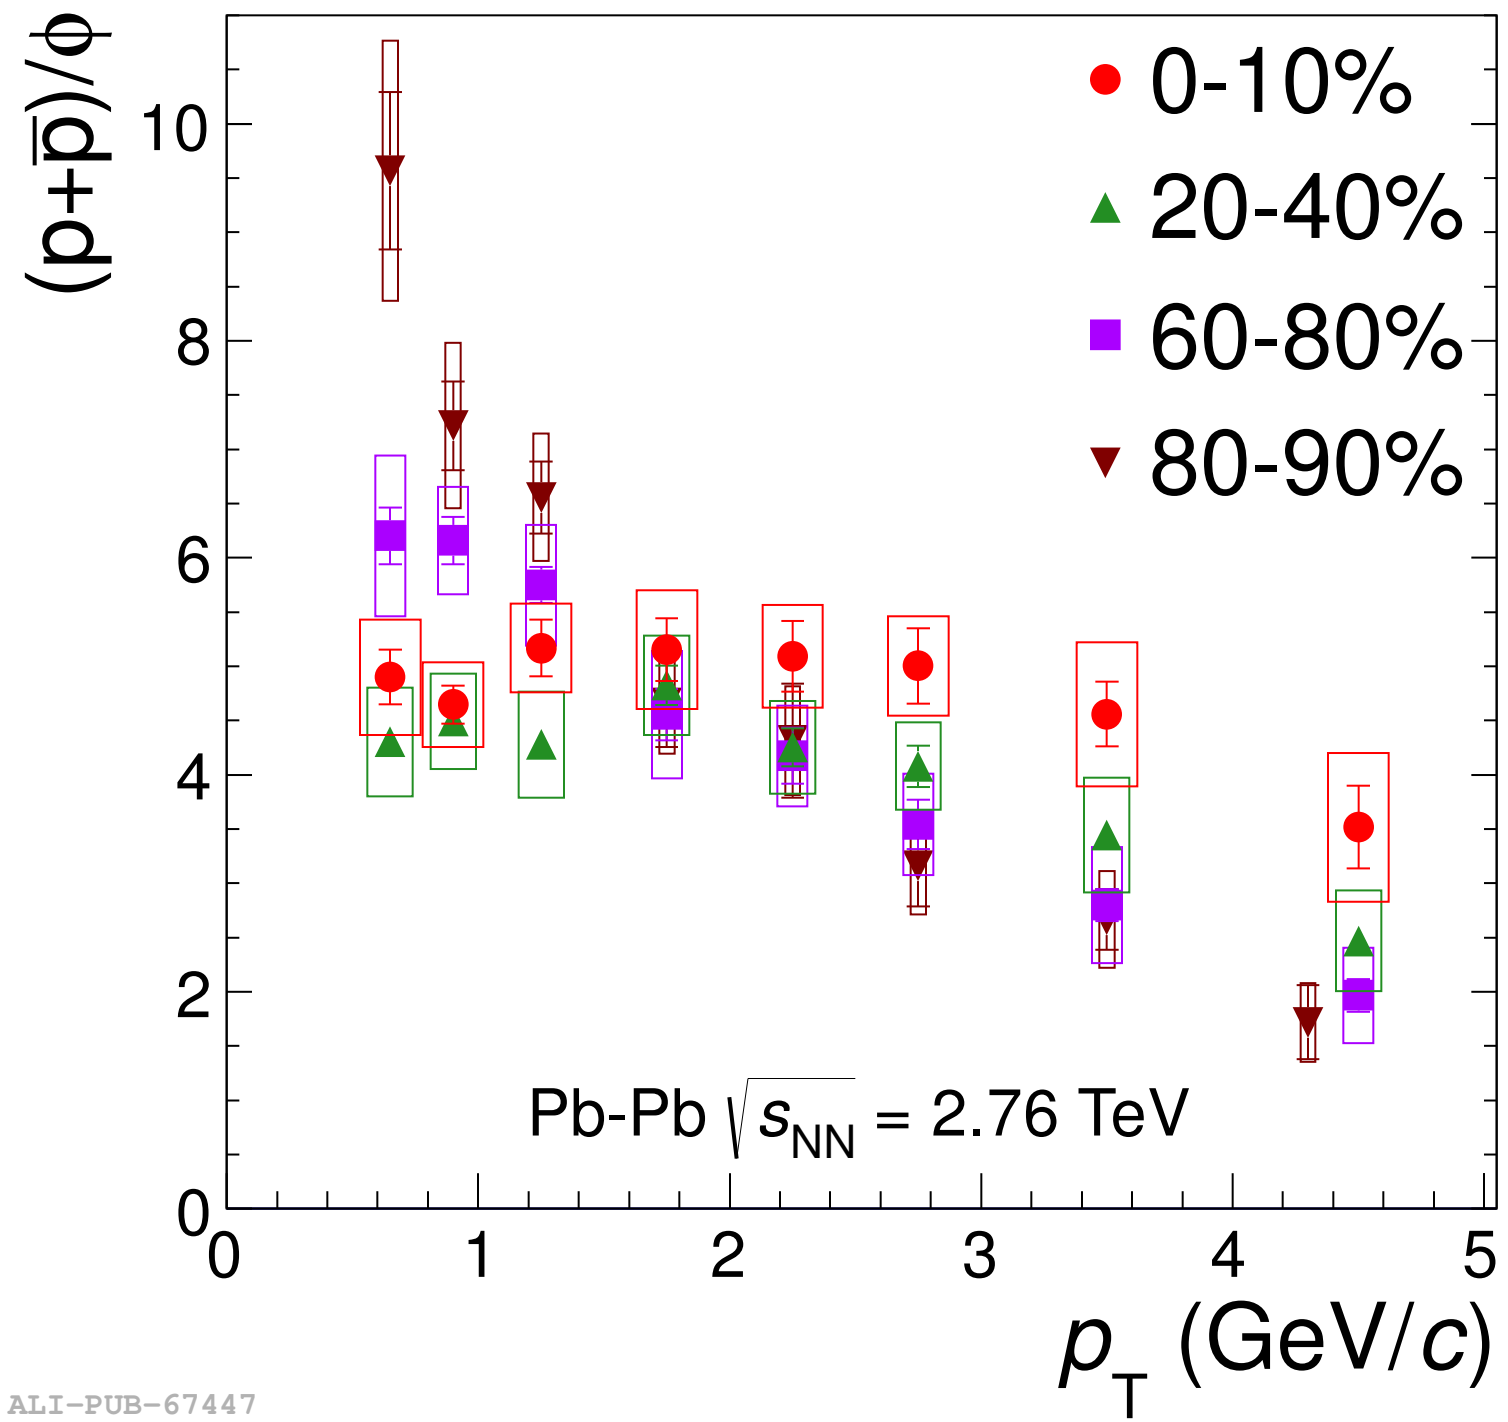 (p+p̅)/ϕ
10
8
6
4
2
0
0 1 2 3 4 5
0-10%
20-40%
60-80%
80-90%
Pb-Pb √sNN = 2.76 TeV
pT (GeV/c)
ALI-PUB-67447